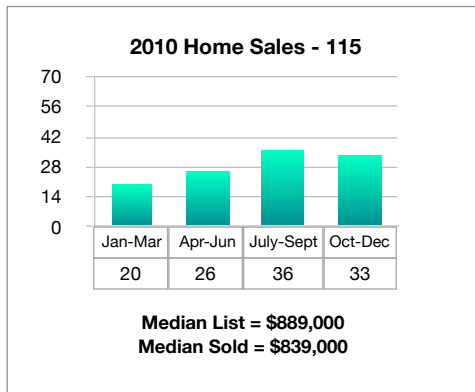 2010 Home Sales - 115
70
56
42
28
14
0
Jan-Mar Apr-Jun July-Sept Oct-Dec
20 26 36 33
Median List = $889,000
Median Sold = $839,000